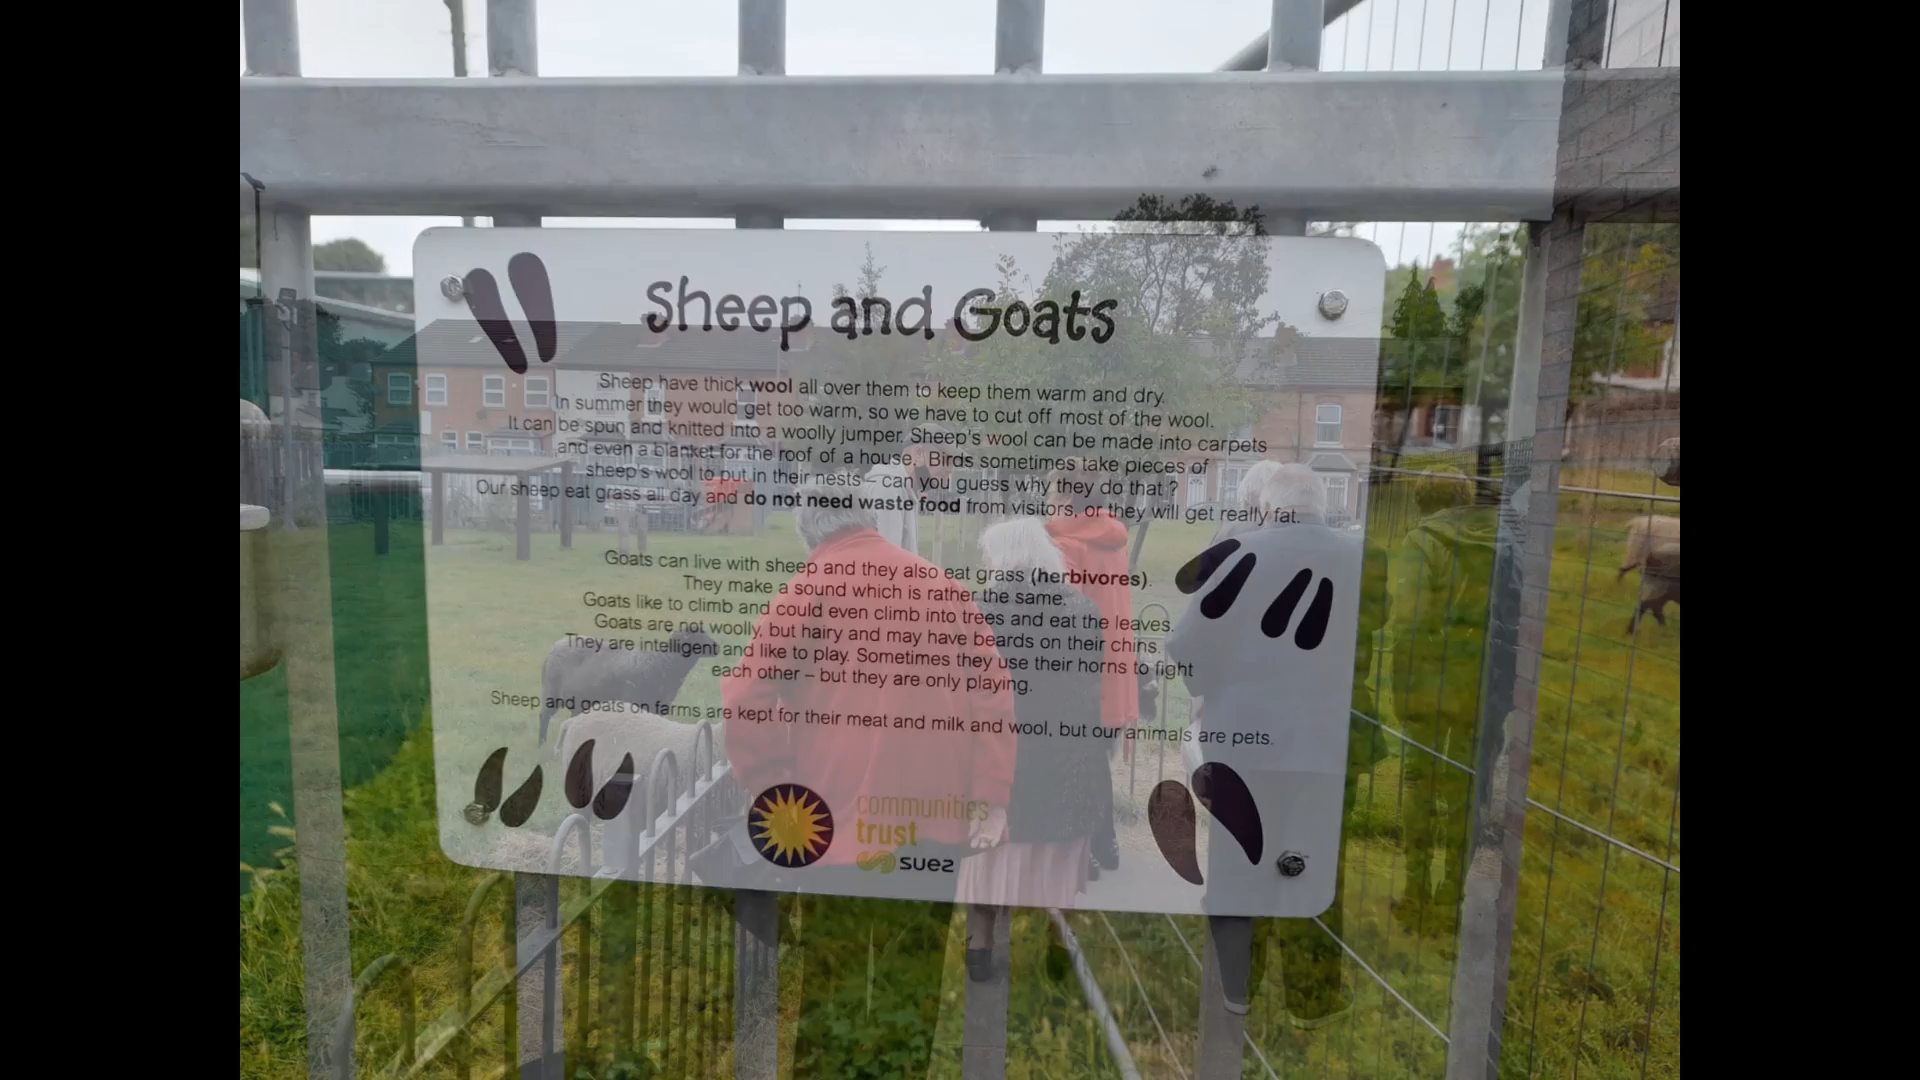 Sheep and Goats
Sheep have thick wool all over them to keep them warm and dry.
In summer they would get too warm, so we have to cut off most of the wool.
It can be spun and knitted into a woolly jumper. Sheep's wool can be made into carpets
and even a blanket for the roof of a house. Birds sometimes take pieces of
sheep's wool to put in their nests – can you guess why they do that ?
Our sheep eat grass all day and do not need waste food from visitors, or they will get really fat.
Goats can live with sheep and they also eat grass (herbivores).
They make a sound which is rather the same.
Goats like to climb and could even climb into trees and eat the leaves.
Goats are not woolly, but hairy and may have beards on their chins.
They are intelligent and like to play. Sometimes they use their horns to fight
each other – but they are only playing.
Sheep and goats on farms are kept for their meat and milk and wool, but our animals are pets.
communities
trust
suez